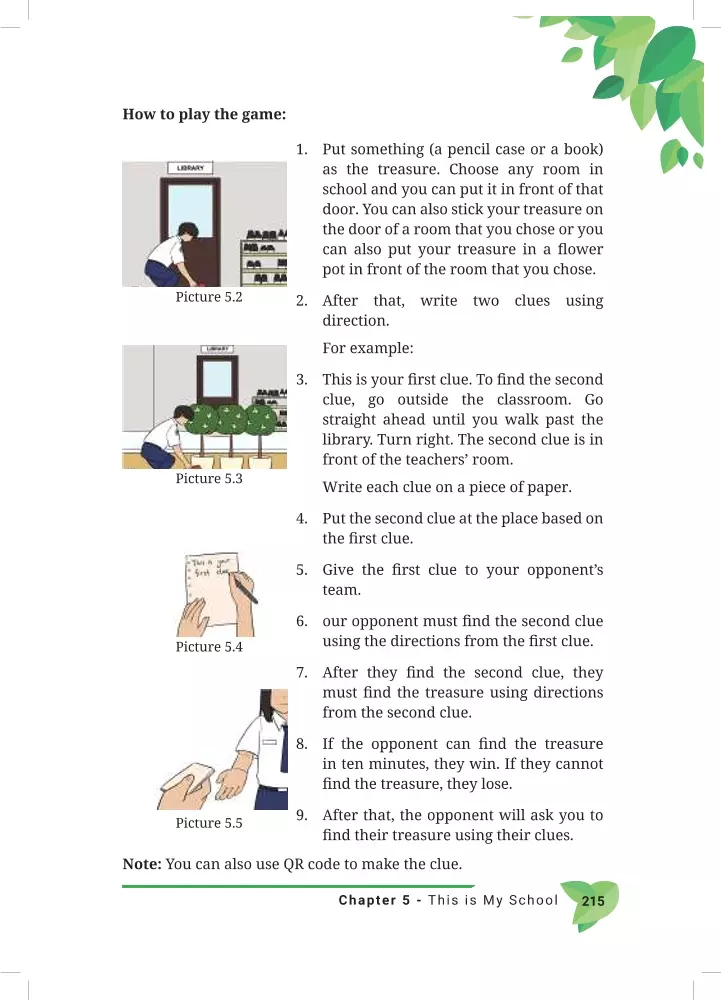 How to play the game:
LIBRARY
Picture 5.2
1. Put something (a pencil case or a book)
as the treasure. Choose any room in
school and you can put it in front of that
door. You can also stick your treasure on
the door of a room that you chose or you
can also put your treasure in a flower
pot in front of the room that you chose.
2. After that, write two clues using
direction.
For example:
LIBRARY
Picture 5.3
3. This is your first clue. To find the second
clue, go outside the classroom. Go
straight ahead until you walk past the
library. Turn right. The second clue is in
front of the teachers’ room.
Write each clue on a piece of paper.
4. Put the second clue at the place based on
the first clue.
This is your
first clue
Picture 5.4
5. Give the first clue to your opponent’s
team.
6. our opponent must find the second clue
using the directions from the first clue.
7. After they find the second clue, they
must find the treasure using directions
from the second clue.
8. If the opponent can find the treasure
in ten minutes, they win. If they cannot
find the treasure, they lose.
Picture 5.5
9. After that, the opponent will ask you to
find their treasure using their clues.
Note: You can also use QR code to make the clue.
Chapter 5 - This is My School 215